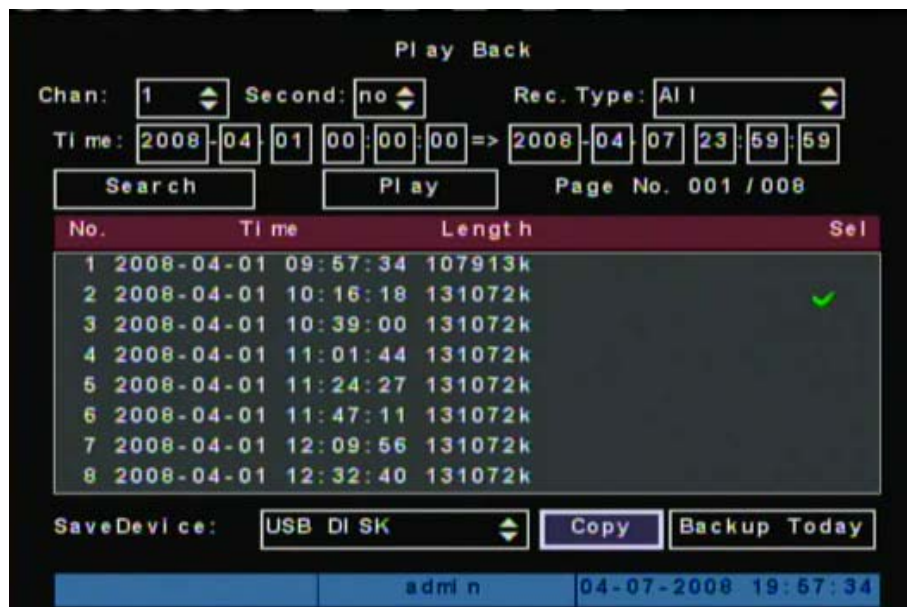 Play Back
Chan: 1 Second: no Rec. Type: All
Time: 2008-04-01 00:00:00 => 2008-04-07 23:59:59
Search Play Page No. 001 / 008
No. Time Length Sel
1 2008-04-01 09:57:34 107913k
2 2008-04-01 10:16:18 131072k
3 2008-04-01 10:39:00 131072k
4 2008-04-01 11:01:44 131072k
5 2008-04-01 11:24:27 131072k
6 2008-04-01 11:47:11 131072k
7 2008-04-01 12:09:56 131072k
8 2008-04-01 12:32:40 131072k
SaveDevice: USB DISK Copy Backup Today
admin 04-07-2008 19:57:34